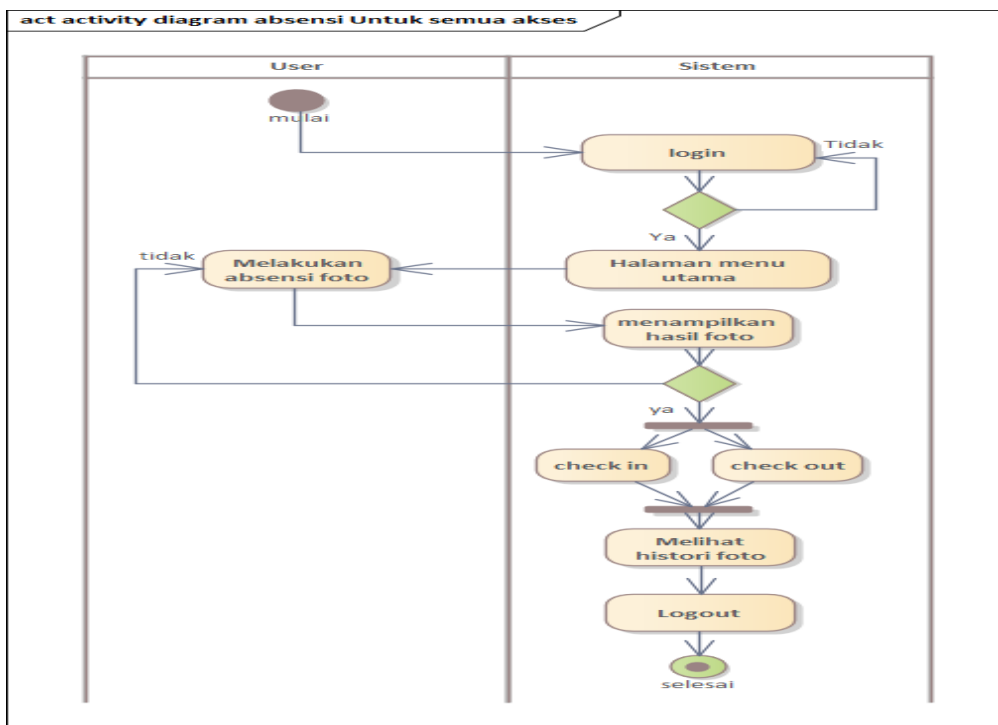 act activity diagram absensi Untuk semua akses
User
Sistem
mulai
login
Tidak
Ya
Halaman menu
utama
tidak
Melakukan
absensi foto
menampilkan
hasil foto
ya
check in
check out
Melihat
histori foto
Logout
selesai